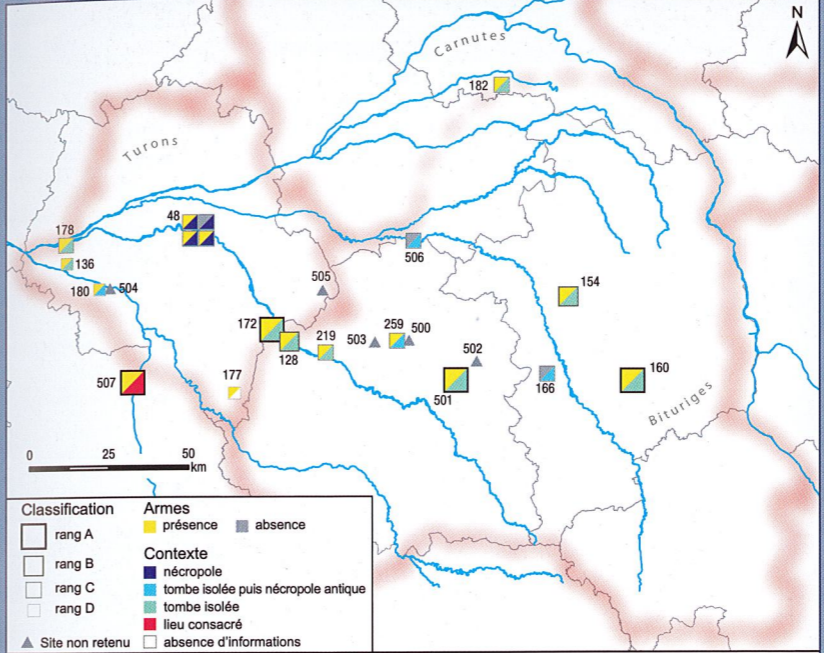 N
Carnutes
182
Turons
48
178
136
180
504
506
505
154
172
128
219
503
259
500
502
501
166
160
177
507
Bituriges
0 25 50
km
Classification
rang A
rang B
rang C
rang D
Site non retenu
Armes
présence
absence
Contexte
nécropole
tombe isolée puis nécropole antique
tombe isolée
lieu consacré
absence d'informations